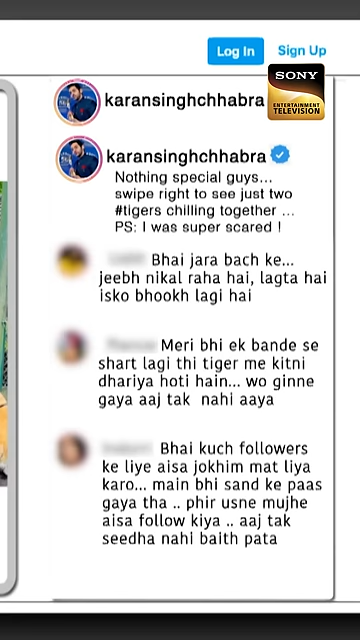 Log In Sign Up
SONY
ENTERTAINMENT
TELEVISION
karansinghchhabra
karansinghchhabra
Nothing special guys...
swipe right to see just two
#tigers chilling together ...
PS: I was super scared !
Bhai jara bach ke...
jeebh nikal raha hai, lagta hai
isko bhookh lagi hai
Meri bhi ek bande se
shart lagi thi tiger me kitni
dhariya hoti hain... wo ginne
gaya aaj tak nahi aaya
Bhai kuch followers
ke liye aisa jokhim mat liya
karo... main bhi sand ke paas
gaya tha .. phir usne mujhe
aisa follow kiya .. aaj tak
seedha nahi baith pata